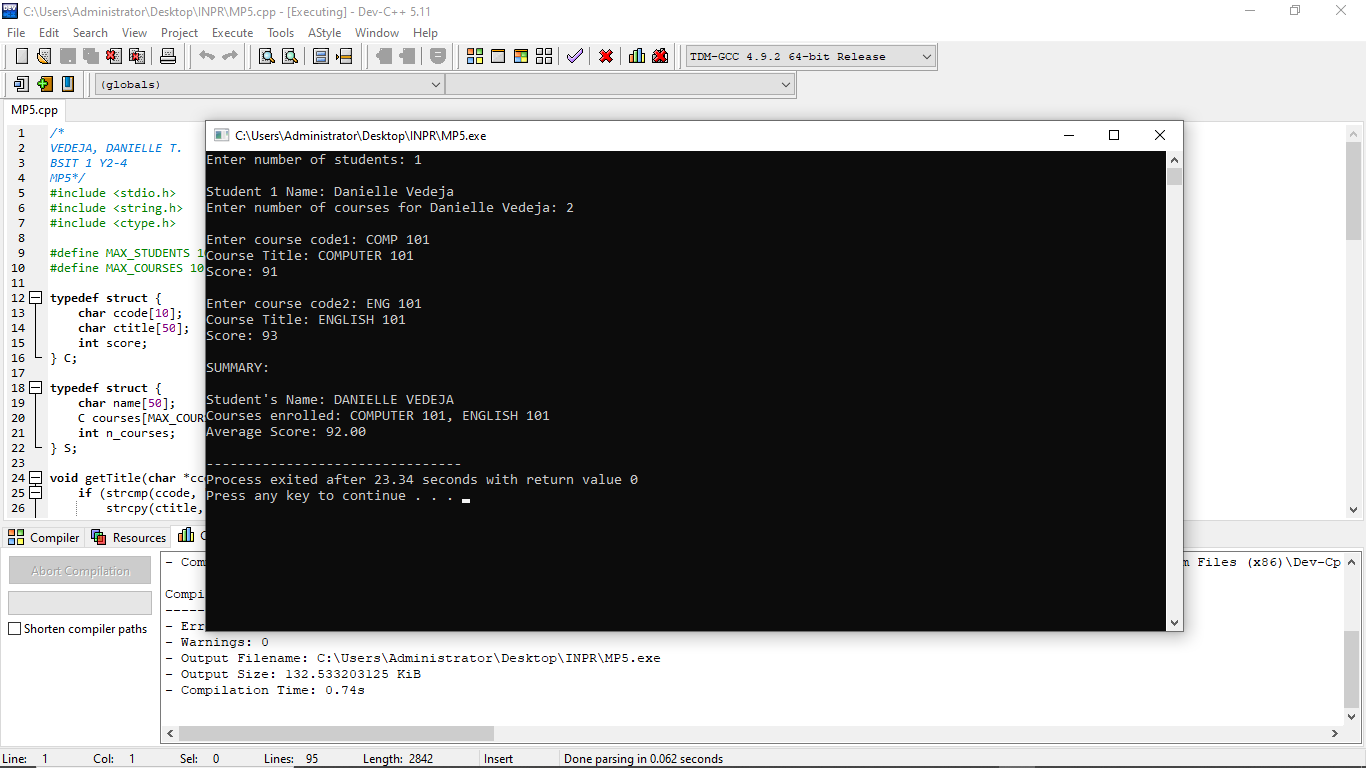 C:\Users\Administrator\Desktop\INPR\MP5.cpp - [Executing] - Dev-C++ 5.11
File Edit Search View Project Execute Tools AStyle Window Help
TDM-GCC 4.9.2 64-bit Release
(globals)
MP5.cpp
1 /*
2 VEDEJA, DANIELLE T.
3 BSIT 1 Y2-4
4 MP5*/
5 #include <stdio.h>
6 #include <string.h>
7 #include <ctype.h>
8
9 #define MAX_STUDENTS
10 #define MAX_COURSES 10
11
12 typedef struct {
13 char ccode[10];
14 char ctitle[50];
15 int score;
16 } C;
17
18 typedef struct {
19 char name[50];
20 C courses[MAX_COUR
21 int n_courses;
22 } S;
23
24 void getTitle(char *cc
25 if (strcmp(ccode,
26 strcpy(ctitle,
C:\Users\Administrator\Desktop\INPR\MP5.exe
Enter number of students: 1
Student 1 Name: Danielle Vedeja
Enter number of courses for Danielle Vedeja: 2
Enter course code1: COMP 101
Course Title: COMPUTER 101
Score: 91
Enter course code2: ENG 101
Course Title: ENGLISH 101
Score: 93
SUMMARY:
Student's Name: DANIELLE VEDEJA
Courses enrolled: COMPUTER 101, ENGLISH 101
Average Score: 92.00
--------------------------------
Process exited after 23.34 seconds with return value 0
Press any key to continue . . .
Compiler Resources
Abort Compilation
Shorten compiler paths
- Com
m Files (x86)\Dev-Cp
Compi
-----
- Err
- Warnings: 0
- Output Filename: C:\Users\Administrator\Desktop\INPR\MP5.exe
- Output Size: 132.533203125 KiB
- Compilation Time: 0.74s
Line: 1 Col: 1 Sel: 0 Lines: 95 Length: 2842 Insert Done parsing in 0.062 seconds